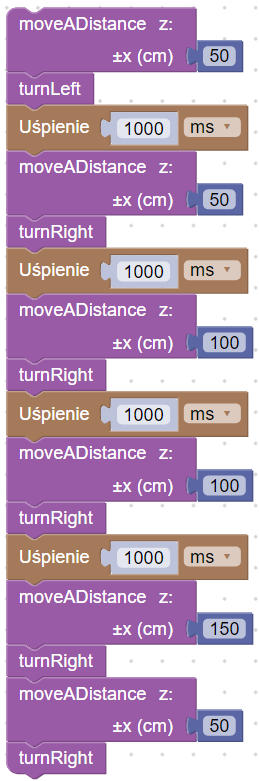 moveADistance z:
±x (cm) 50
turnLeft
Uśpienie 1000 ms
moveADistance z:
±x (cm) 50
turnRight
Uśpienie 1000 ms
moveADistance z:
±x (cm) 100
turnRight
Uśpienie 1000 ms
moveADistance z:
±x (cm) 100
turnRight
Uśpienie 1000 ms
moveADistance z:
±x (cm) 150
turnRight
moveADistance z:
±x (cm) 50
turnRight